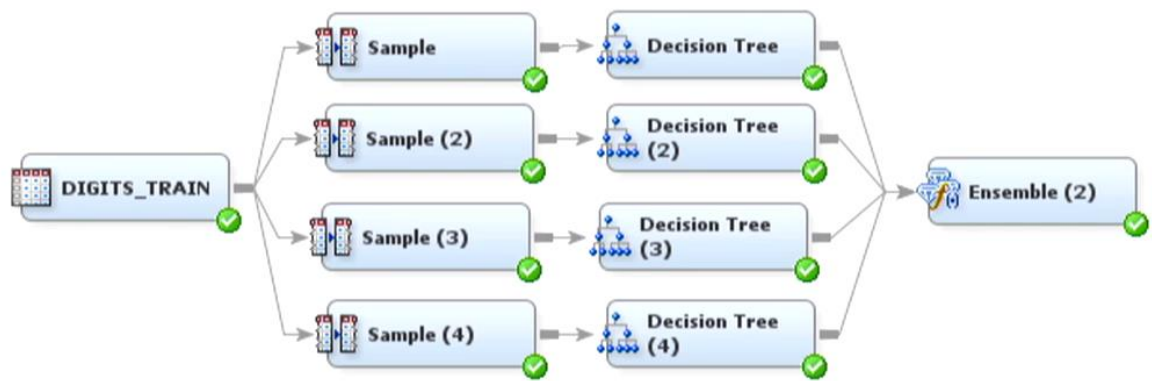 DIGITS_TRAIN
Sample
Decision Tree
Sample (2)
Decision Tree
(2)
Sample (3)
Decision Tree
(3)
Sample (4)
Decision Tree
(4)
Ensemble (2)